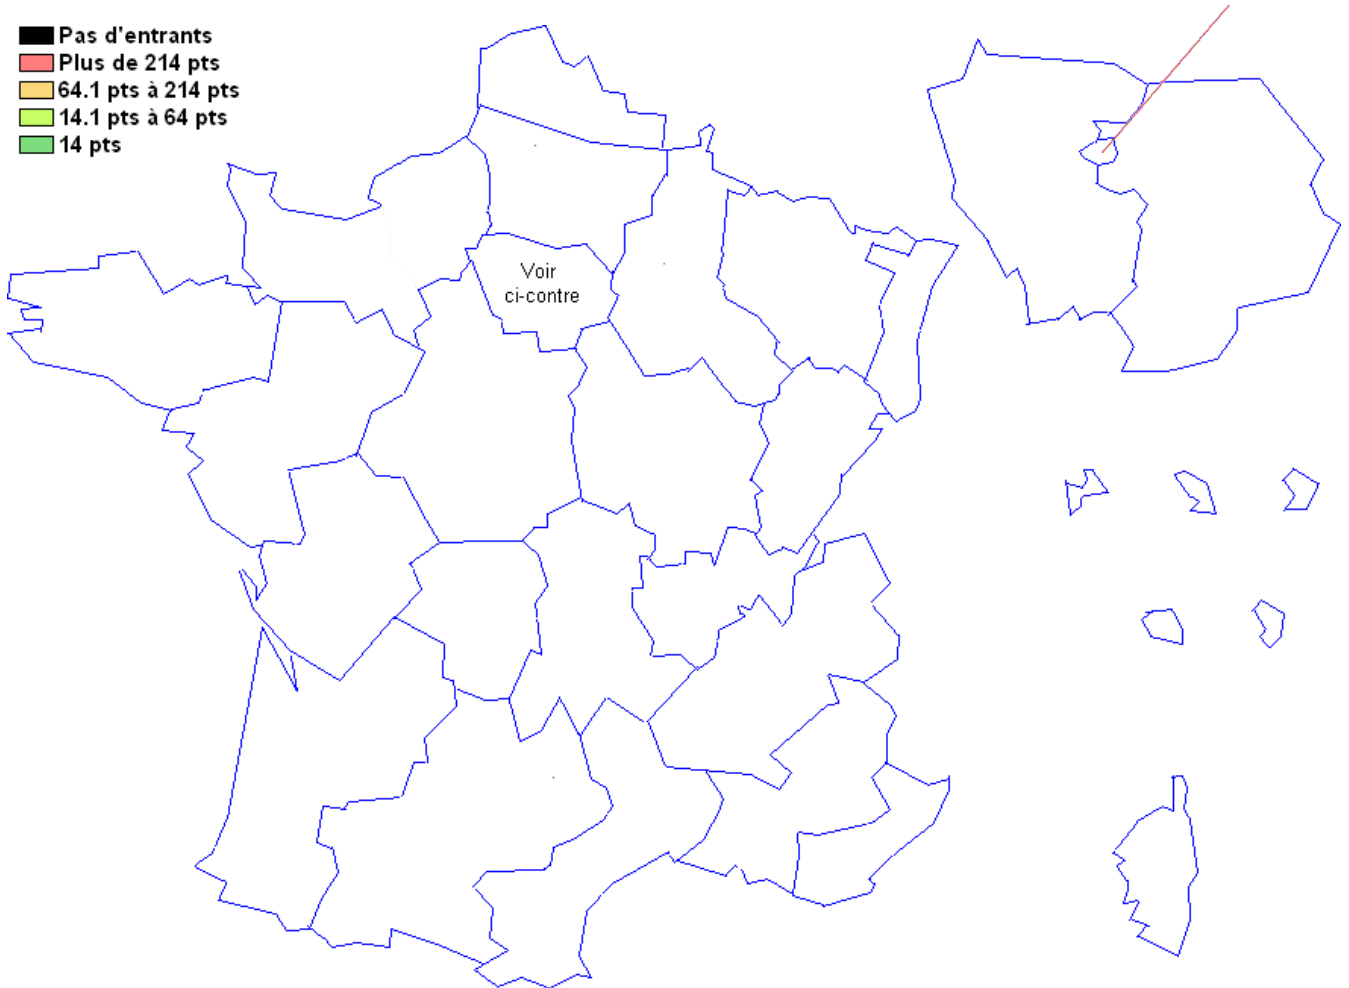 Pas d'entrants
Plus de 214 pts
64.1 pts à 214 pts
14.1 pts à 64 pts
14 pts
Voir
ci-contre